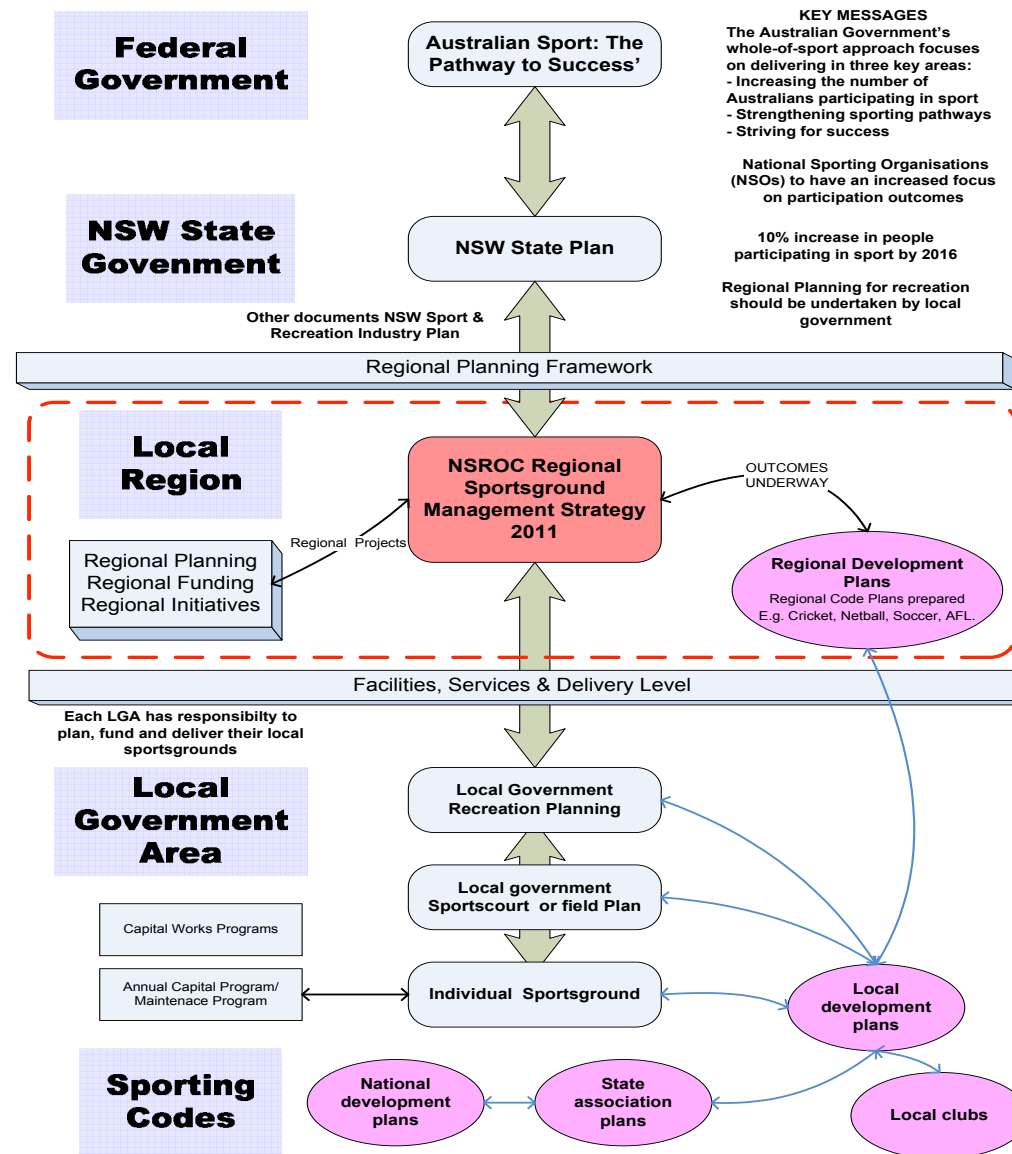 Federal
Government
Australian Sport: The
Pathway to Success’
KEY MESSAGES
The Australian Government’s
whole-of-sport approach focuses
on delivering in three key areas:
- Increasing the number of
Australians participating in sport
- Strengthening sporting pathways
- Striving for success
National Sporting Organisations
(NSOs) to have an increased focus
on participation outcomes
NSW State
Govenment
NSW State Plan
10% increase in people
participating in sport by 2016
Regional Planning for recreation
should be undertaken by local
government
Other documents NSW Sport &
Recreation Industry Plan
Regional Planning Framework
Local
Region
NSROC Regional
Sportsground
Management Strategy
2011
OUTCOMES
UNDERWAY
Regional Projects
Regional Planning
Regional Funding
Regional Initiatives
Regional Development
Plans
Regional Code Plans prepared
E.g. Cricket, Netball, Soccer, AFL.
Facilities, Services & Delivery Level
Each LGA has responsibilty to
plan, fund and deliver their local
sportsgrounds
Local
Government
Area
Local Government
Recreation Planning
Local government
Sportscourt or field Plan
Capital Works Programs
Annual Capital Program/
Maintenace Program
Individual Sportsground
Local
development
plans
Sporting
Codes
National
development
plans
State
association
plans
Local clubs